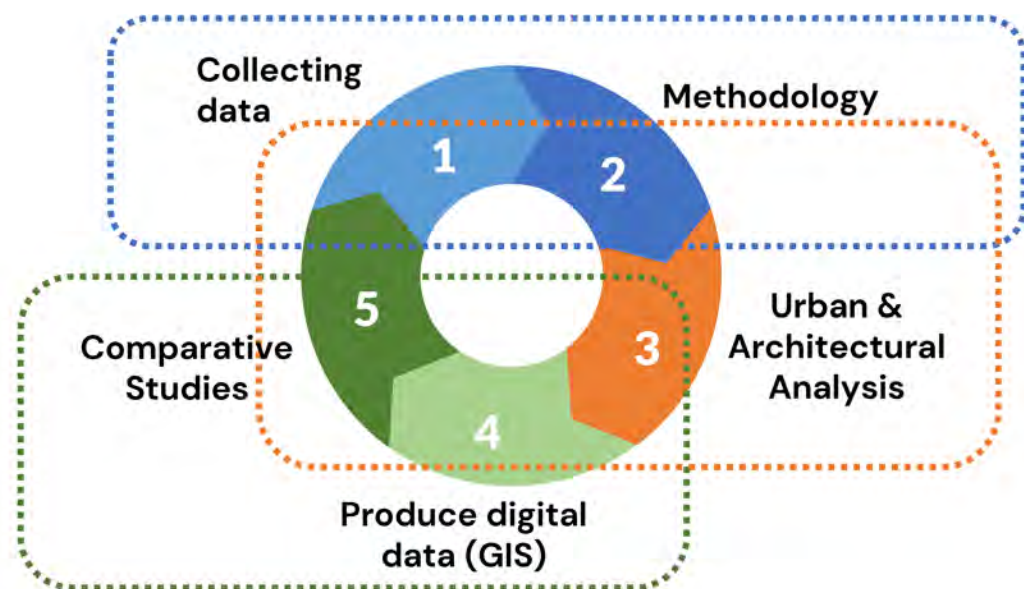 Collecting
data
1
Methodology
2
Urban &
Architectural
Analysis
3
Produce digital
data (GIS)
4
Comparative
Studies
5